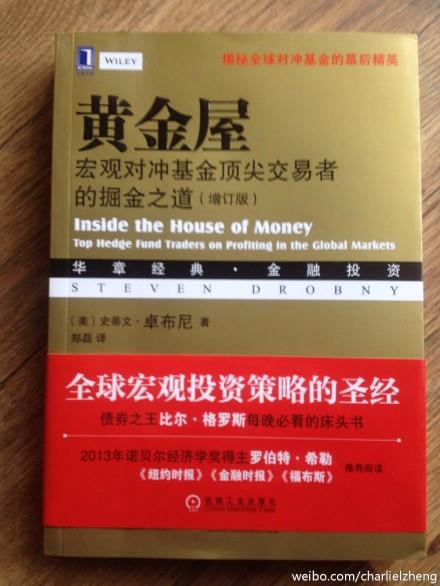 WILEY
揭秘全球对冲基金的幕后精英
黄金屋
宏观对冲基金顶尖交易者
的掘金之道（增订版）
Inside the House of Money
Top Hedge Fund Traders on Profiting in the Global Markets
华章经典·金融投资
STEVEN DROBNY
（美）史蒂文·卓布尼 著
郑磊 译
全球宏观投资策略的圣经
债券之王比尔·格罗斯每晚必看的床头书
2013年诺贝尔经济学奖得主罗伯特·希勒
《纽约时报》《金融时报》《福布斯》
推荐阅读
机械工业出版社
China Machine Press
weibo.com/charlielzheng